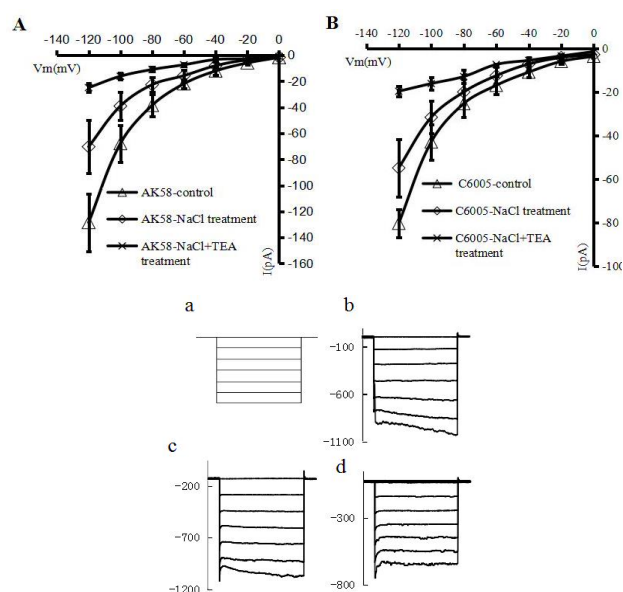 A
B
-140 -120 -100 -80 -60 -40 -20 0
Vm(mV)
0
-20
-40
-60
-80
-100
-120
-140
-160
I(pA)
AK58-control
AK58-NaCl treatment
AK58-NaCl+TEA
treatment
-140 -120 -100 -80 -60 -40 -20 0
Vm(mV)
0
-20
-40
-60
-80
-100
I(pA)
C6005-control
C6005-NaCl treatment
C6005-NaCl+TEA
treatment
a
b
-100
-600
-1100
c
-200
-700
-1200
d
-300
-800